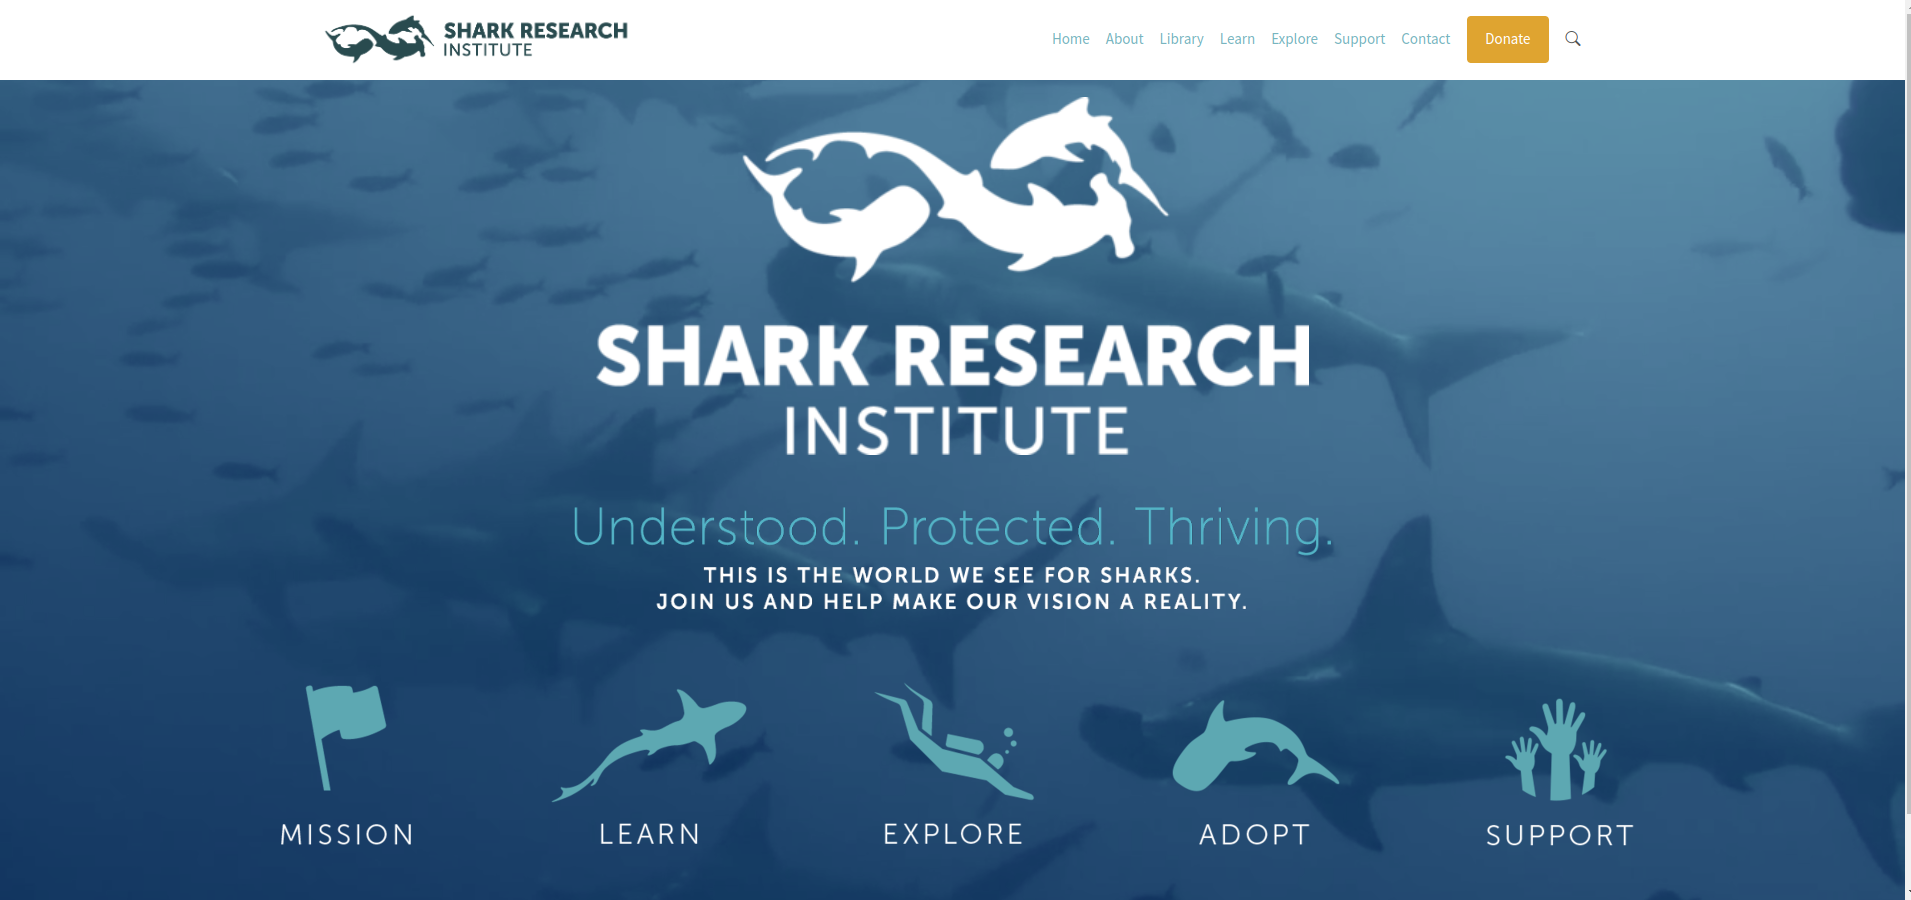 SHARK RESEARCH
INSTITUTE
Home About Library Learn Explore Support Contact Donate
SHARK RESEARCH
INSTITUTE
Understood. Protected. Thriving.
THIS IS THE WORLD WE SEE FOR SHARKS.
JOIN US AND HELP MAKE OUR VISION A REALITY.
MISSION LEARN EXPLORE ADOPT SUPPORT